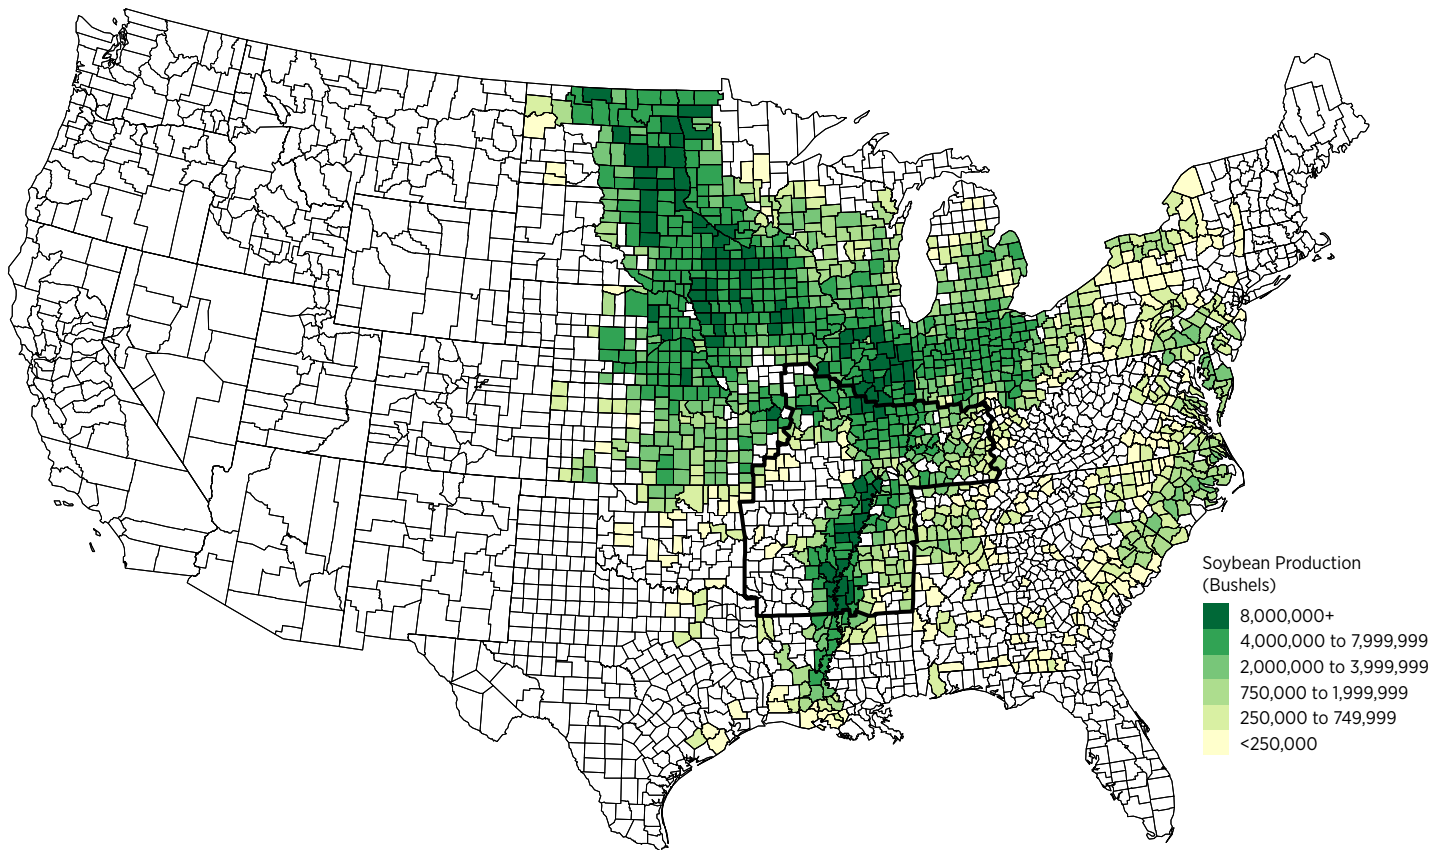 Soybean Production
(Bushels)
8,000,000+
4,000,000 to 7,999,999
2,000,000 to 3,999,999
750,000 to 1,999,999
250,000 to 749,999
<250,000